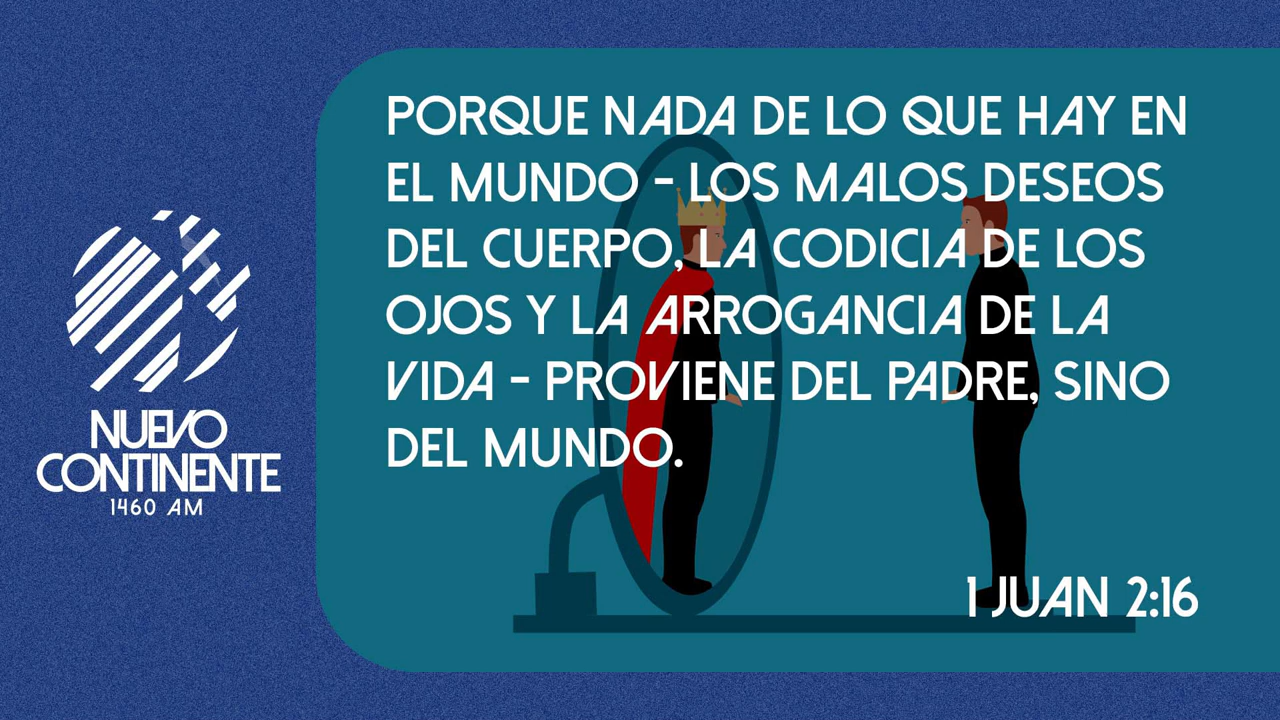 PORQUE NADA DE LO QUE HAY EN
EL MUNDO - LOS MALOS DESEOS
DEL CUERPO, LA CODICIA DE LOS
OJOS Y LA ARROGANCIA DE LA
VIDA - PROVIENE DEL PADRE, SINO
DEL MUNDO.
1 JUAN 2:16
NUEVO
CONTINENTE
1460 AM